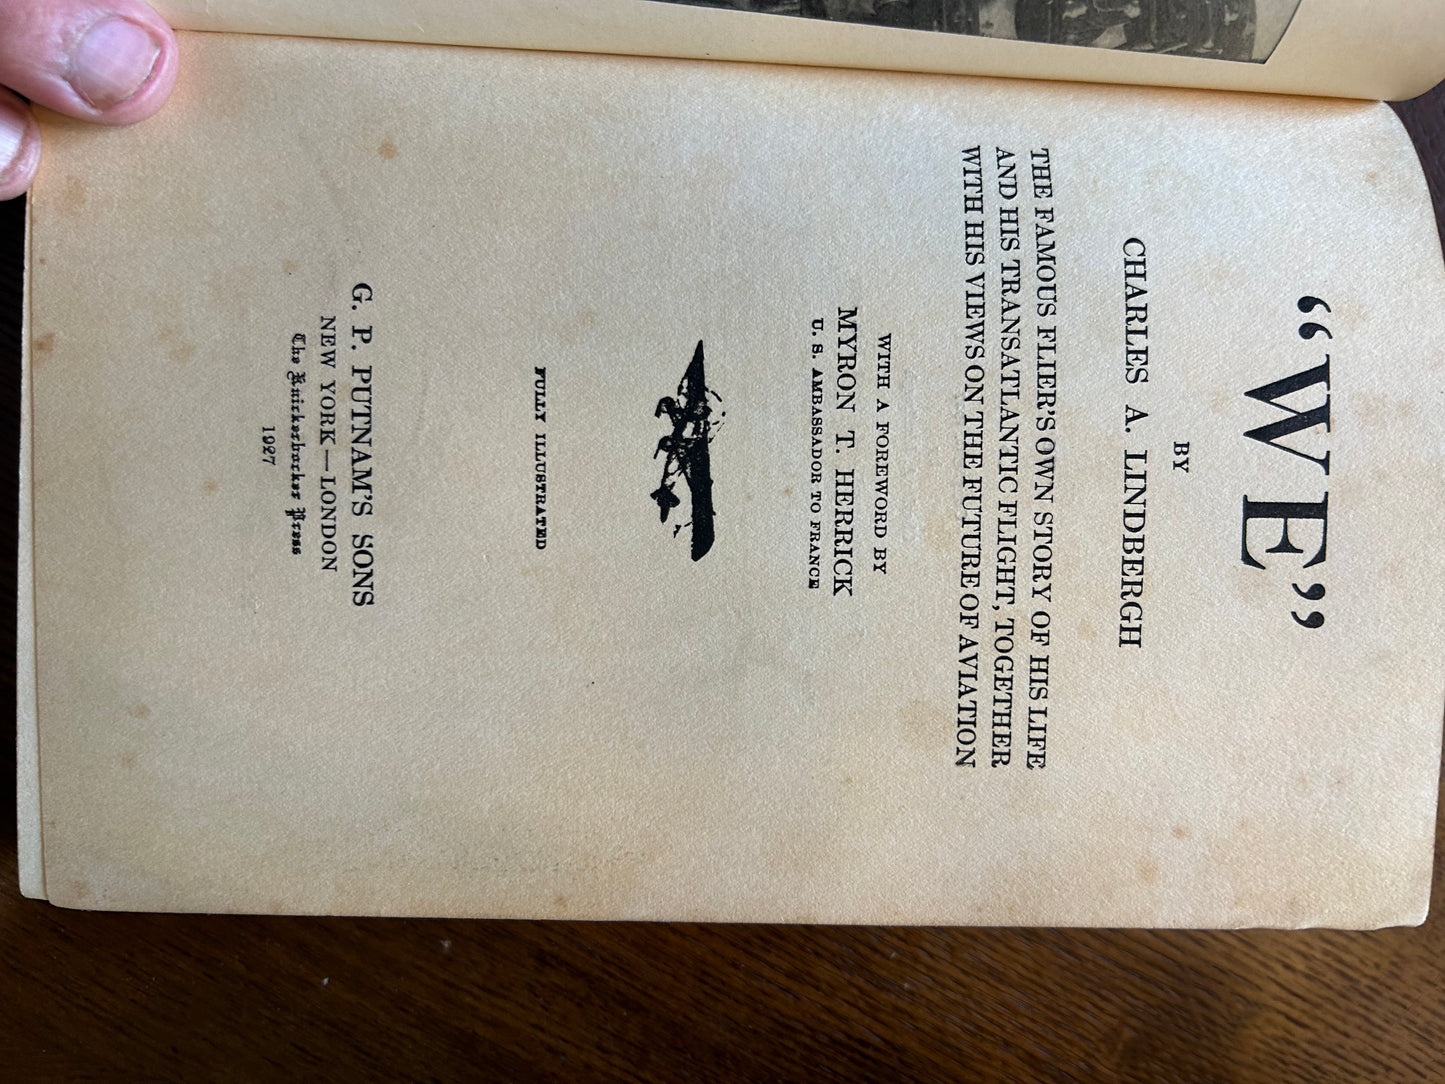 “WE”
BY
CHARLES A. LINDBERGH
THE FAMOUS FLIER'S OWN STORY OF HIS LIFE
AND HIS TRANSATLANTIC FLIGHT, TOGETHER
WITH HIS VIEWS ON THE FUTURE OF AVIATION
WITH A FOREWORD BY
MYRON T. HERRICK
U. S. AMBASSADOR TO FRANCE
FULLY ILLUSTRATED
G. P. PUTNAM'S SONS
NEW YORK — LONDON
The Knickerbocker Press
1927